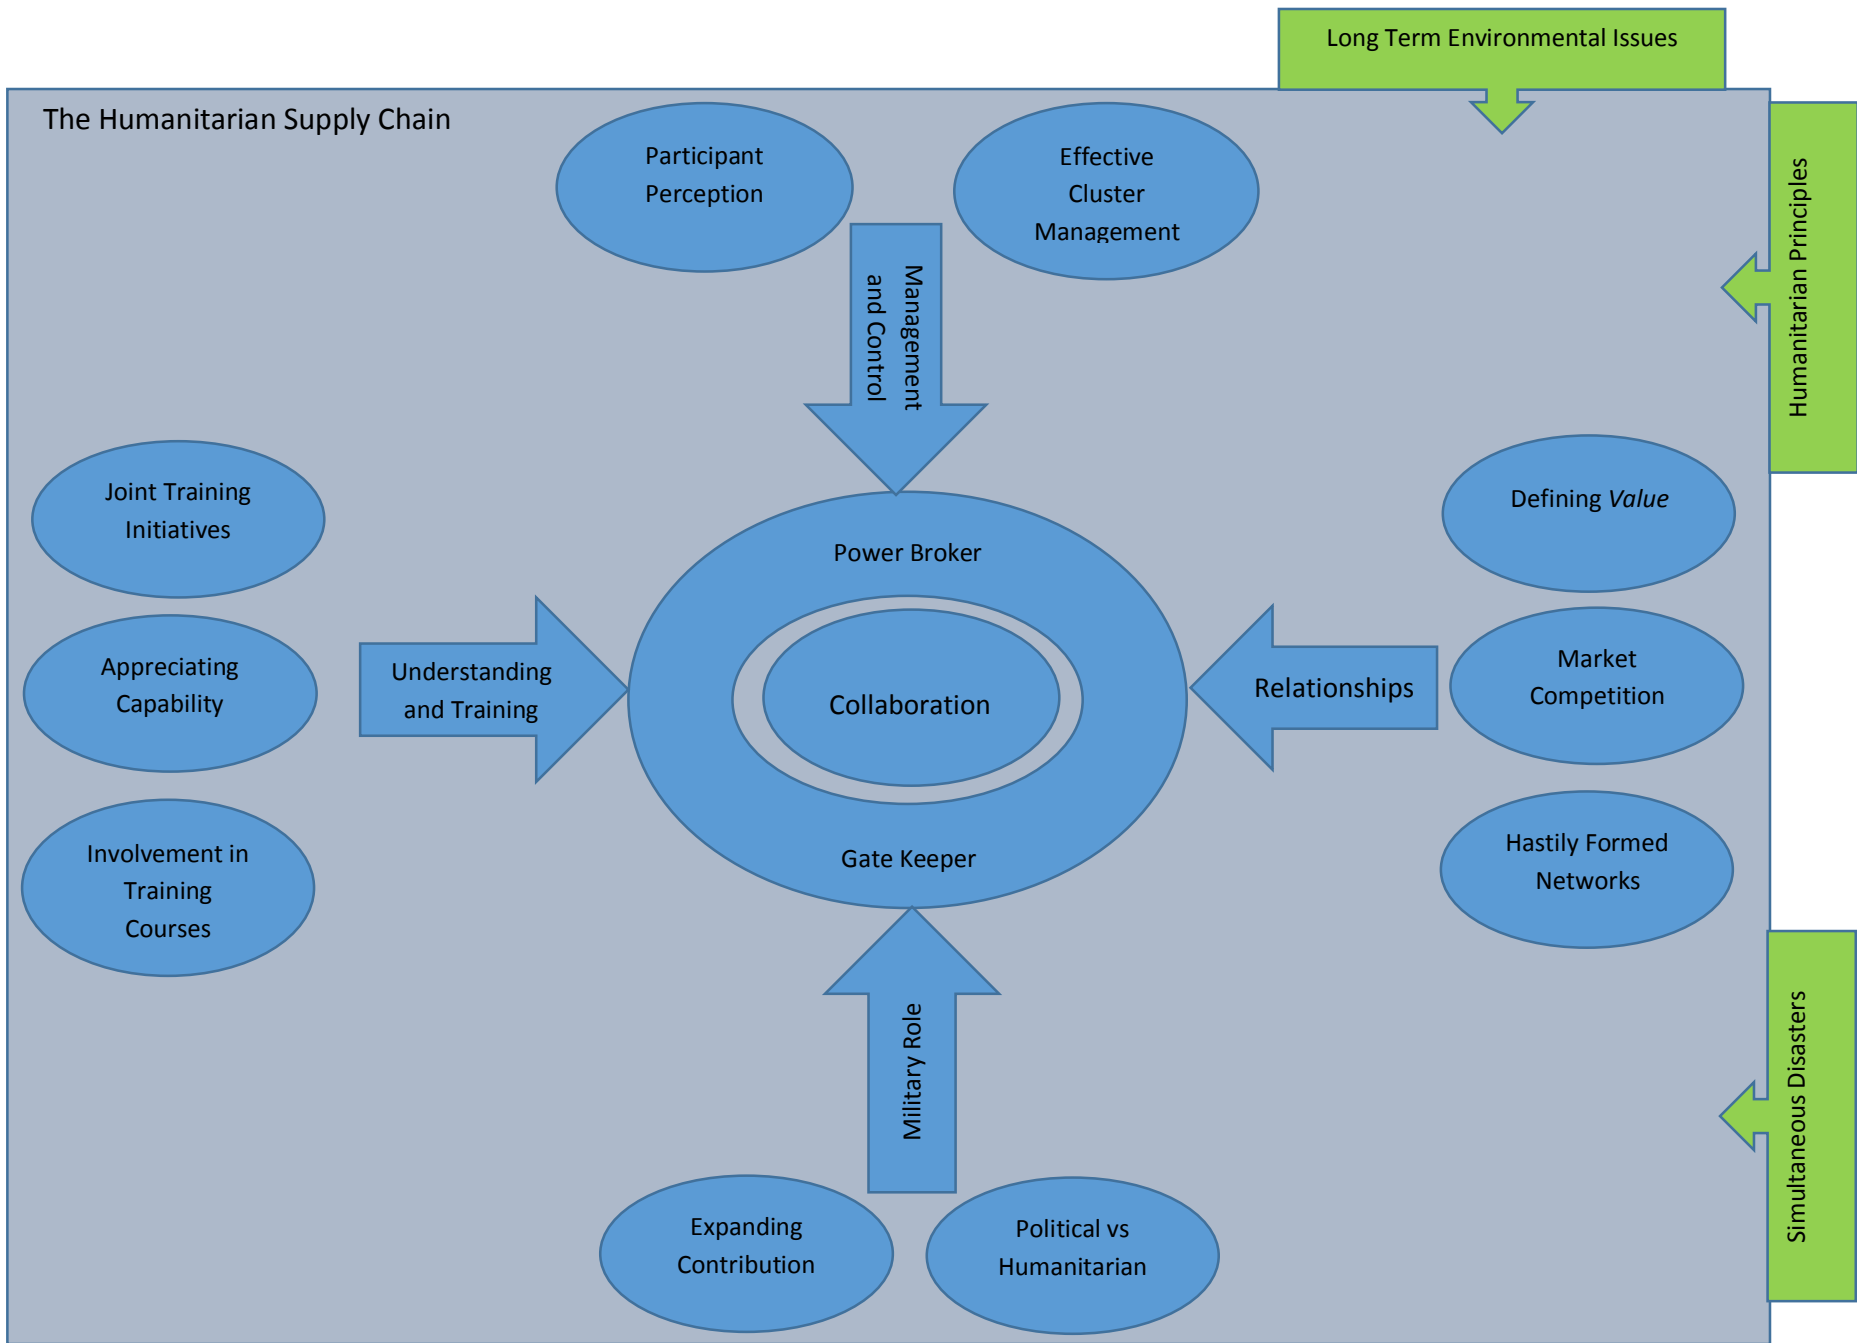 Long Term Environmental Issues
The Humanitarian Supply Chain
Participant
Perception
Effective
Cluster
Management
Management
and Control
Humanitarian Principles
Joint Training
Initiatives
Defining Value
Power Broker
Appreciating
Capability
Understanding
and Training
Collaboration
Relationships
Market
Competition
Involvement in
Training
Courses
Gate Keeper
Hastily Formed
Networks
Military Role
Simultaneous Disasters
Expanding
Contribution
Political vs
Humanitarian